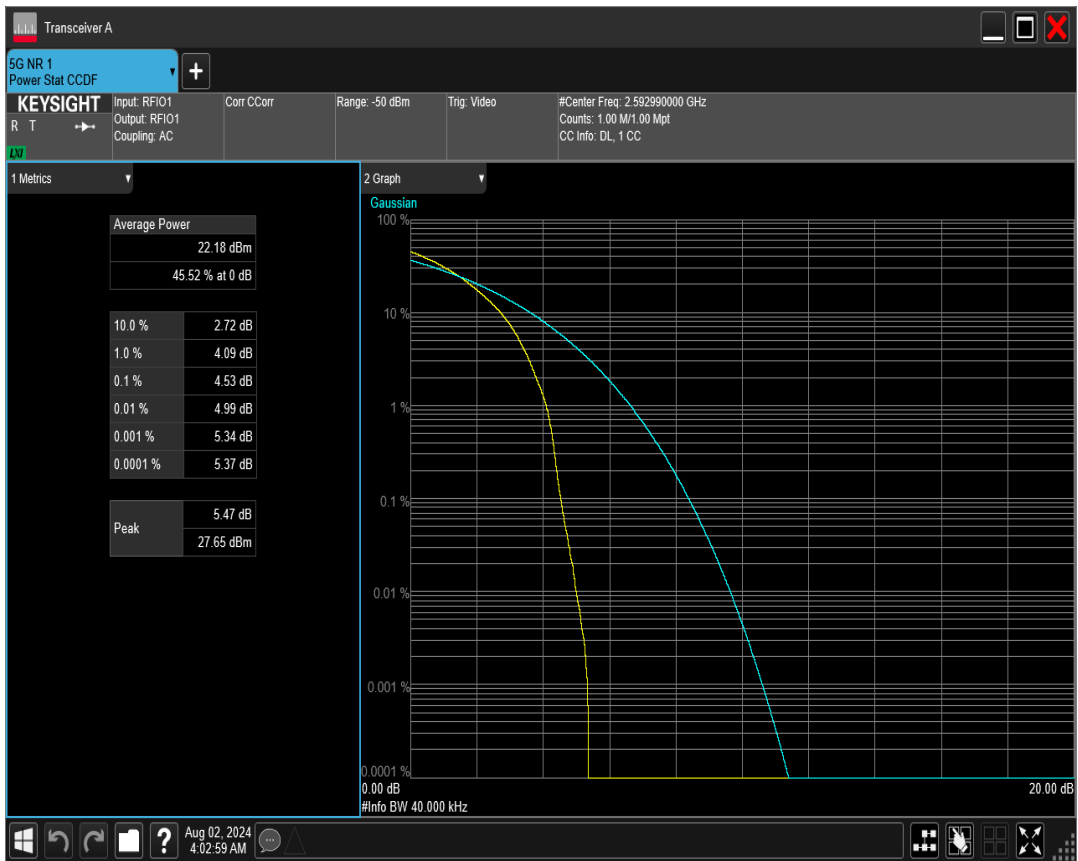 Transceiver A
5G NR 1
Power Stat CCDF
+
KEYSIGHT
R T
LXI
Input: RFIO1
Output: RFIO1
Coupling: AC
Corr CCorr
Range: -50 dBm
Trig: Video
#Center Freq: 2.592990000 GHz
Counts: 1.00 M/1.00 Mpt
CC Info: DL, 1 CC
1 Metrics
Average Power
22.18 dBm
45.52 % at 0 dB
10.0 % 2.72 dB
1.0 % 4.09 dB
0.1 % 4.53 dB
0.01 % 4.99 dB
0.001 % 5.34 dB
0.0001 % 5.37 dB
Peak
5.47 dB
27.65 dBm
2 Graph
Gaussian
100 %
10 %
1 %
0.1 %
0.01 %
0.001 %
0.0001 %
0.00 dB 20.00 dB
#Info BW 40.000 kHz
?
Aug 02, 2024
4:02:59 AM